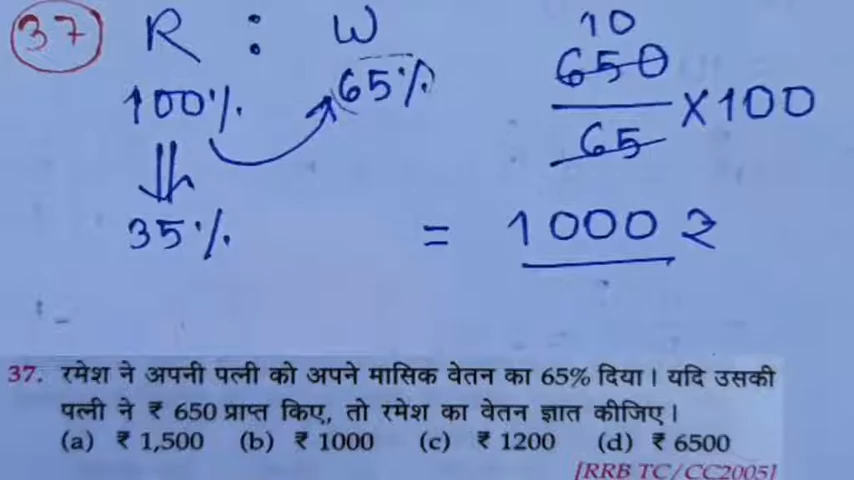 37 R : W
100% 65%
35%
10
650
65 × 100
= 1000 ₹
37. रमेश ने अपनी पत्नी को अपने मासिक वेतन का 65% दिया। यदि उसकी
पत्नी ने ₹ 650 प्राप्त किए, तो रमेश का वेतन ज्ञात कीजिए।
(a) ₹ 1,500 (b) ₹ 1000 (c) ₹ 1200 (d) ₹ 6500
[RRB TC/CC2005]